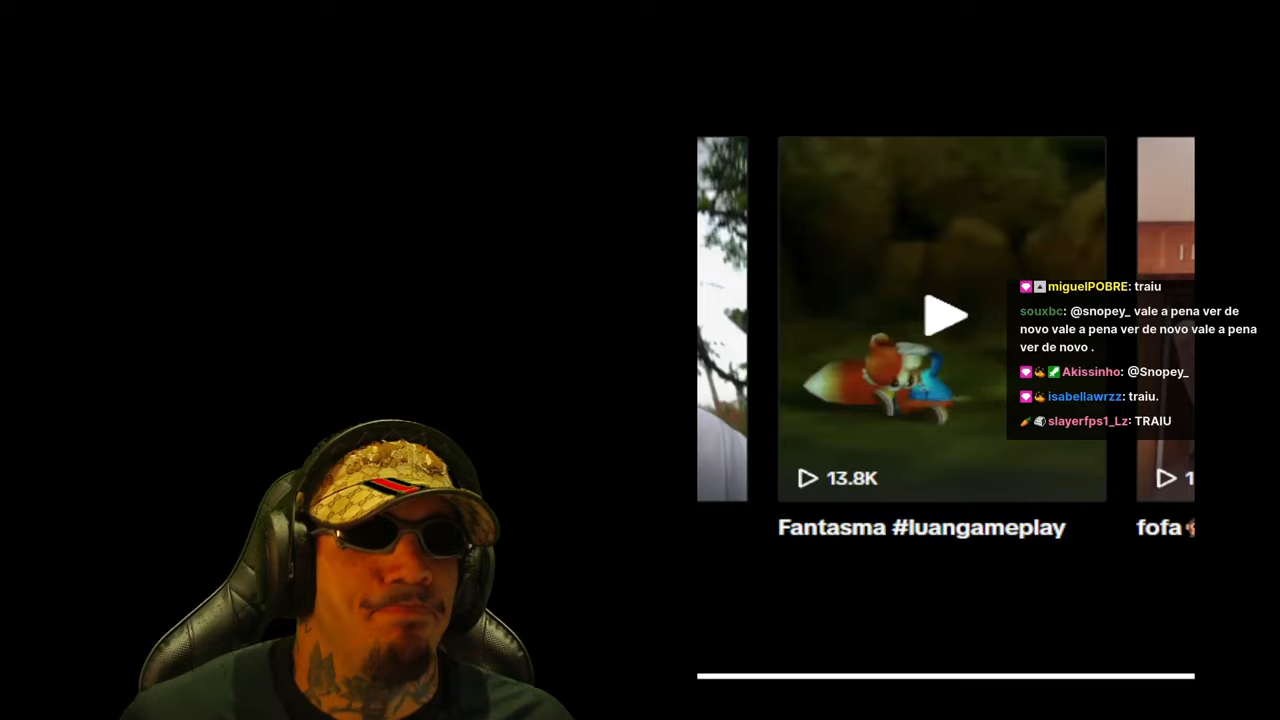 miguelPOBRE: traiu
souxbc: @snopey_ vale a pena ver de
novo vale a pena ver de novo vale a pena
ver de novo .
Akissinho: @Snopey_
isabellawrzz: traiu.
slayerfps1_Lz: TRAIU
13.8K
1
Fantasma #luangameplay
fofa